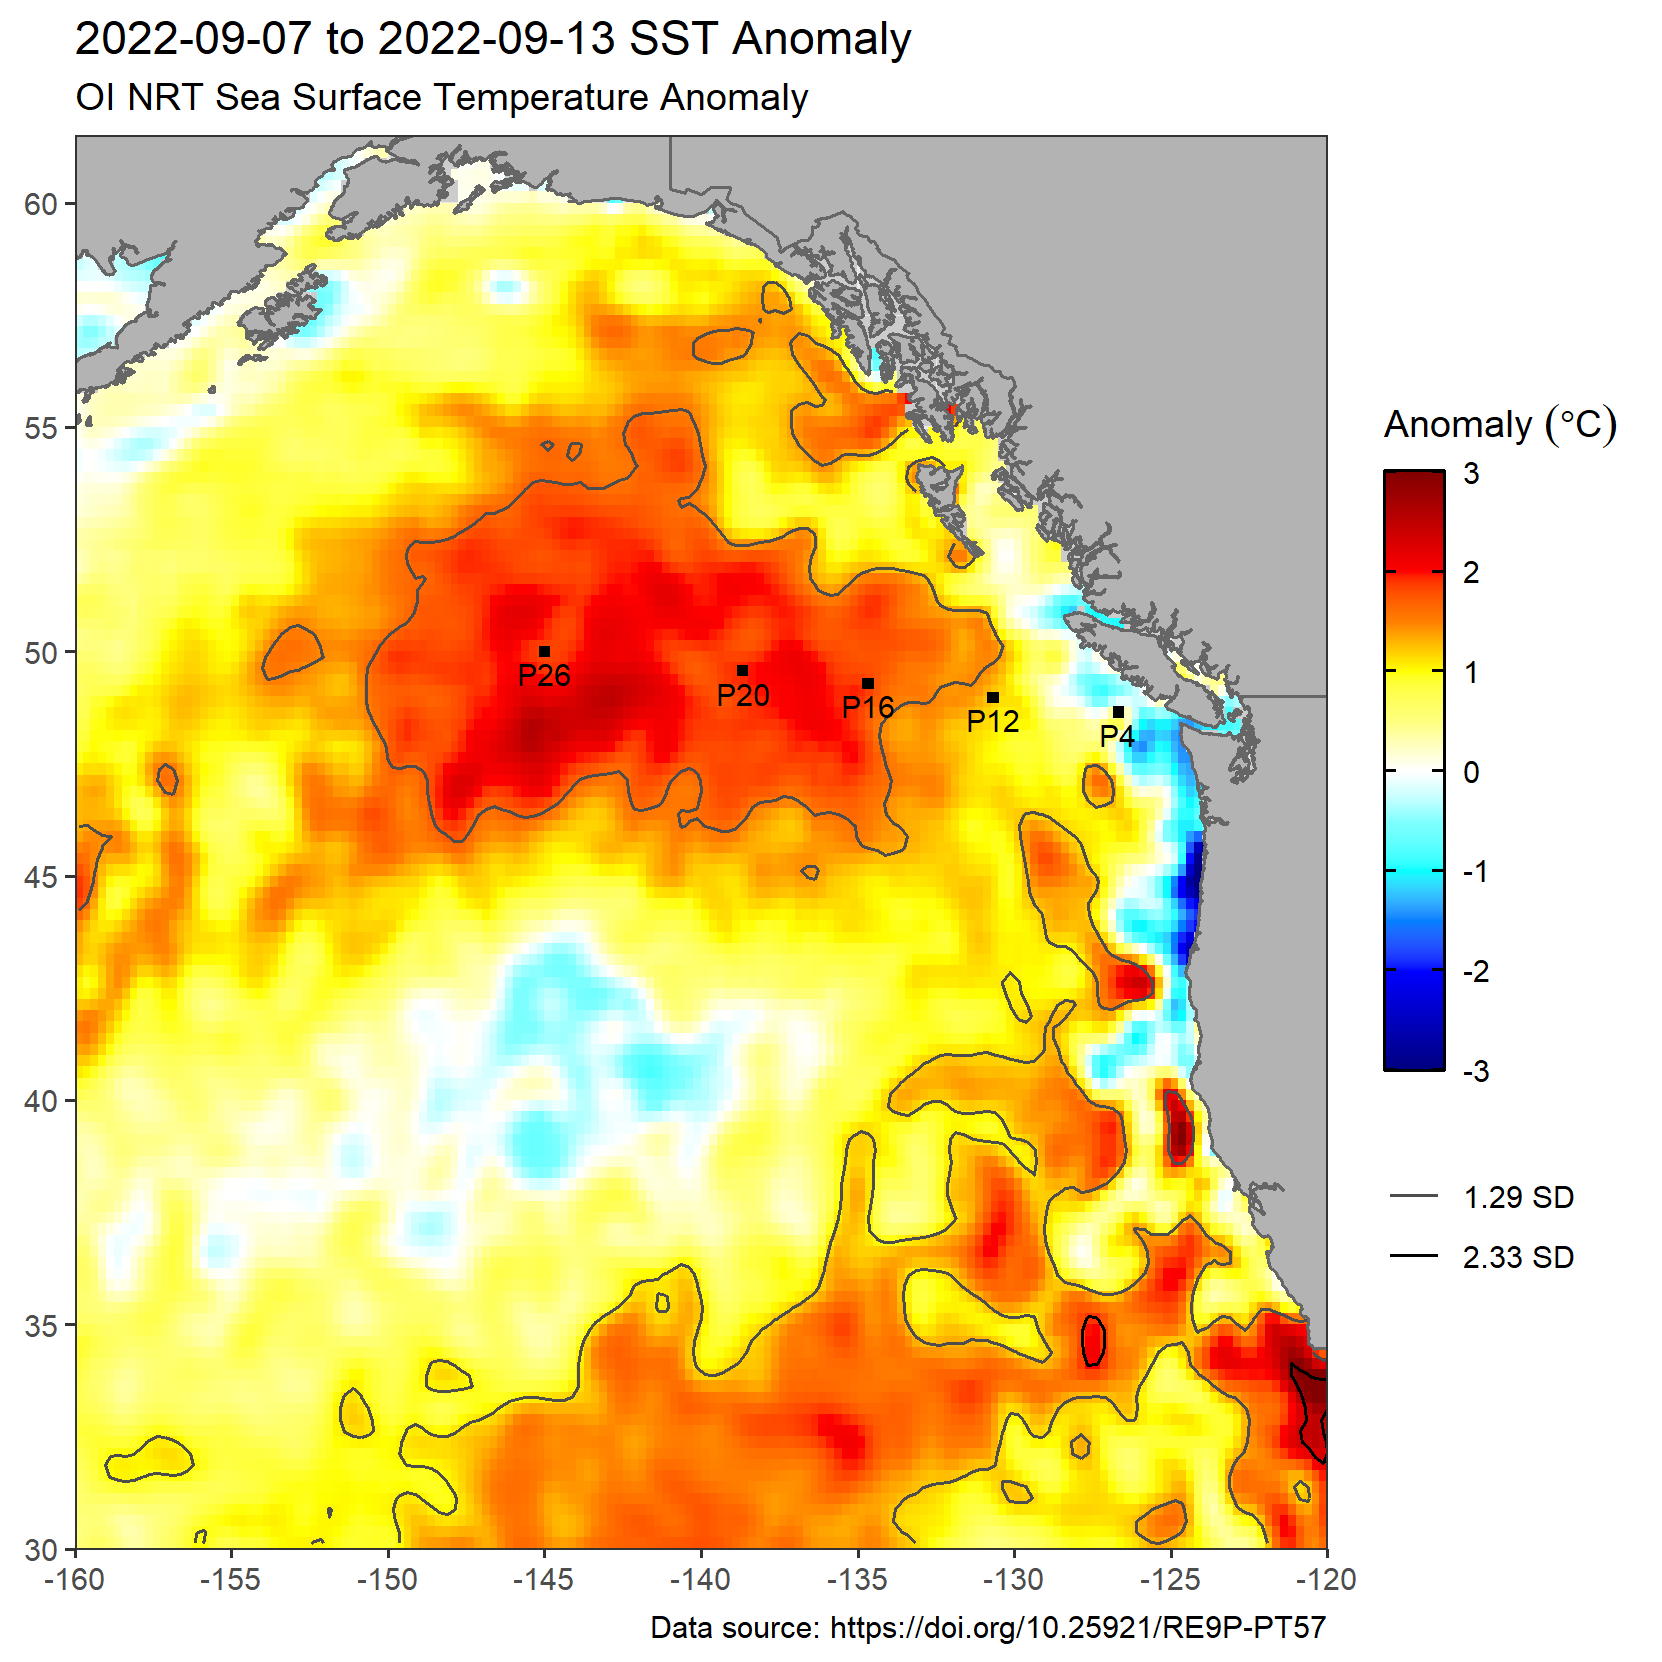 2022-09-07 to 2022-09-13 SST Anomaly
OI NRT Sea Surface Temperature Anomaly
60
55
50
45
40
35
30
-160
-155
-150
-145
-140
-135
-130
-125
-120
P26
P20
P16
P12
P4
Anomaly (°C)
3
2
1
0
-1
-2
-3
1.29 SD
2.33 SD
Data source: https://doi.org/10.25921/RE9P-PT57